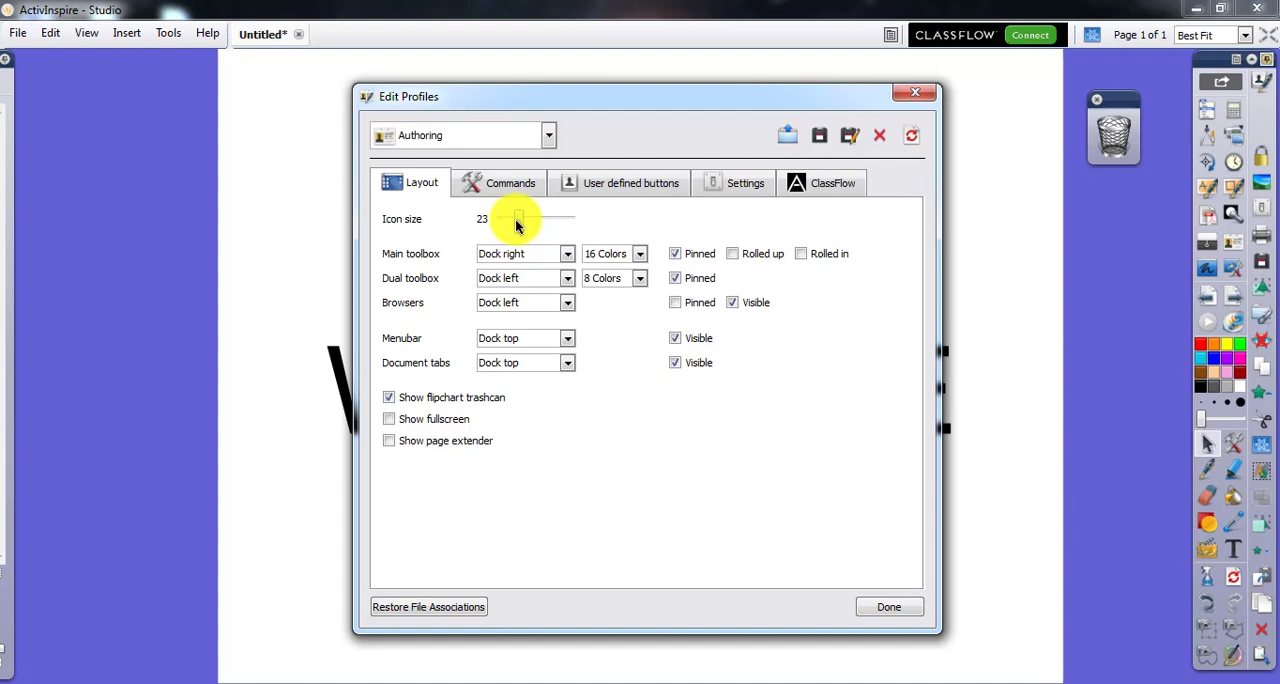 ActivInspire - Studio
File Edit View Insert Tools Help Untitled* CLASSFLOW Connect Page 1 of 1 Best Fit
Edit Profiles
Authoring
Layout Commands User defined buttons Settings A ClassFlow
Icon size 23
Main toolbox Dock right 16 Colors Pinned Rolled up Rolled in
Dual toolbox Dock left 8 Colors Pinned
Browsers Dock left Pinned Visible
Menubar Dock top Visible
Document tabs Dock top Visible
Show flipchart trashcan
Show fullscreen
Show page extender
Restore File Associations Done
T